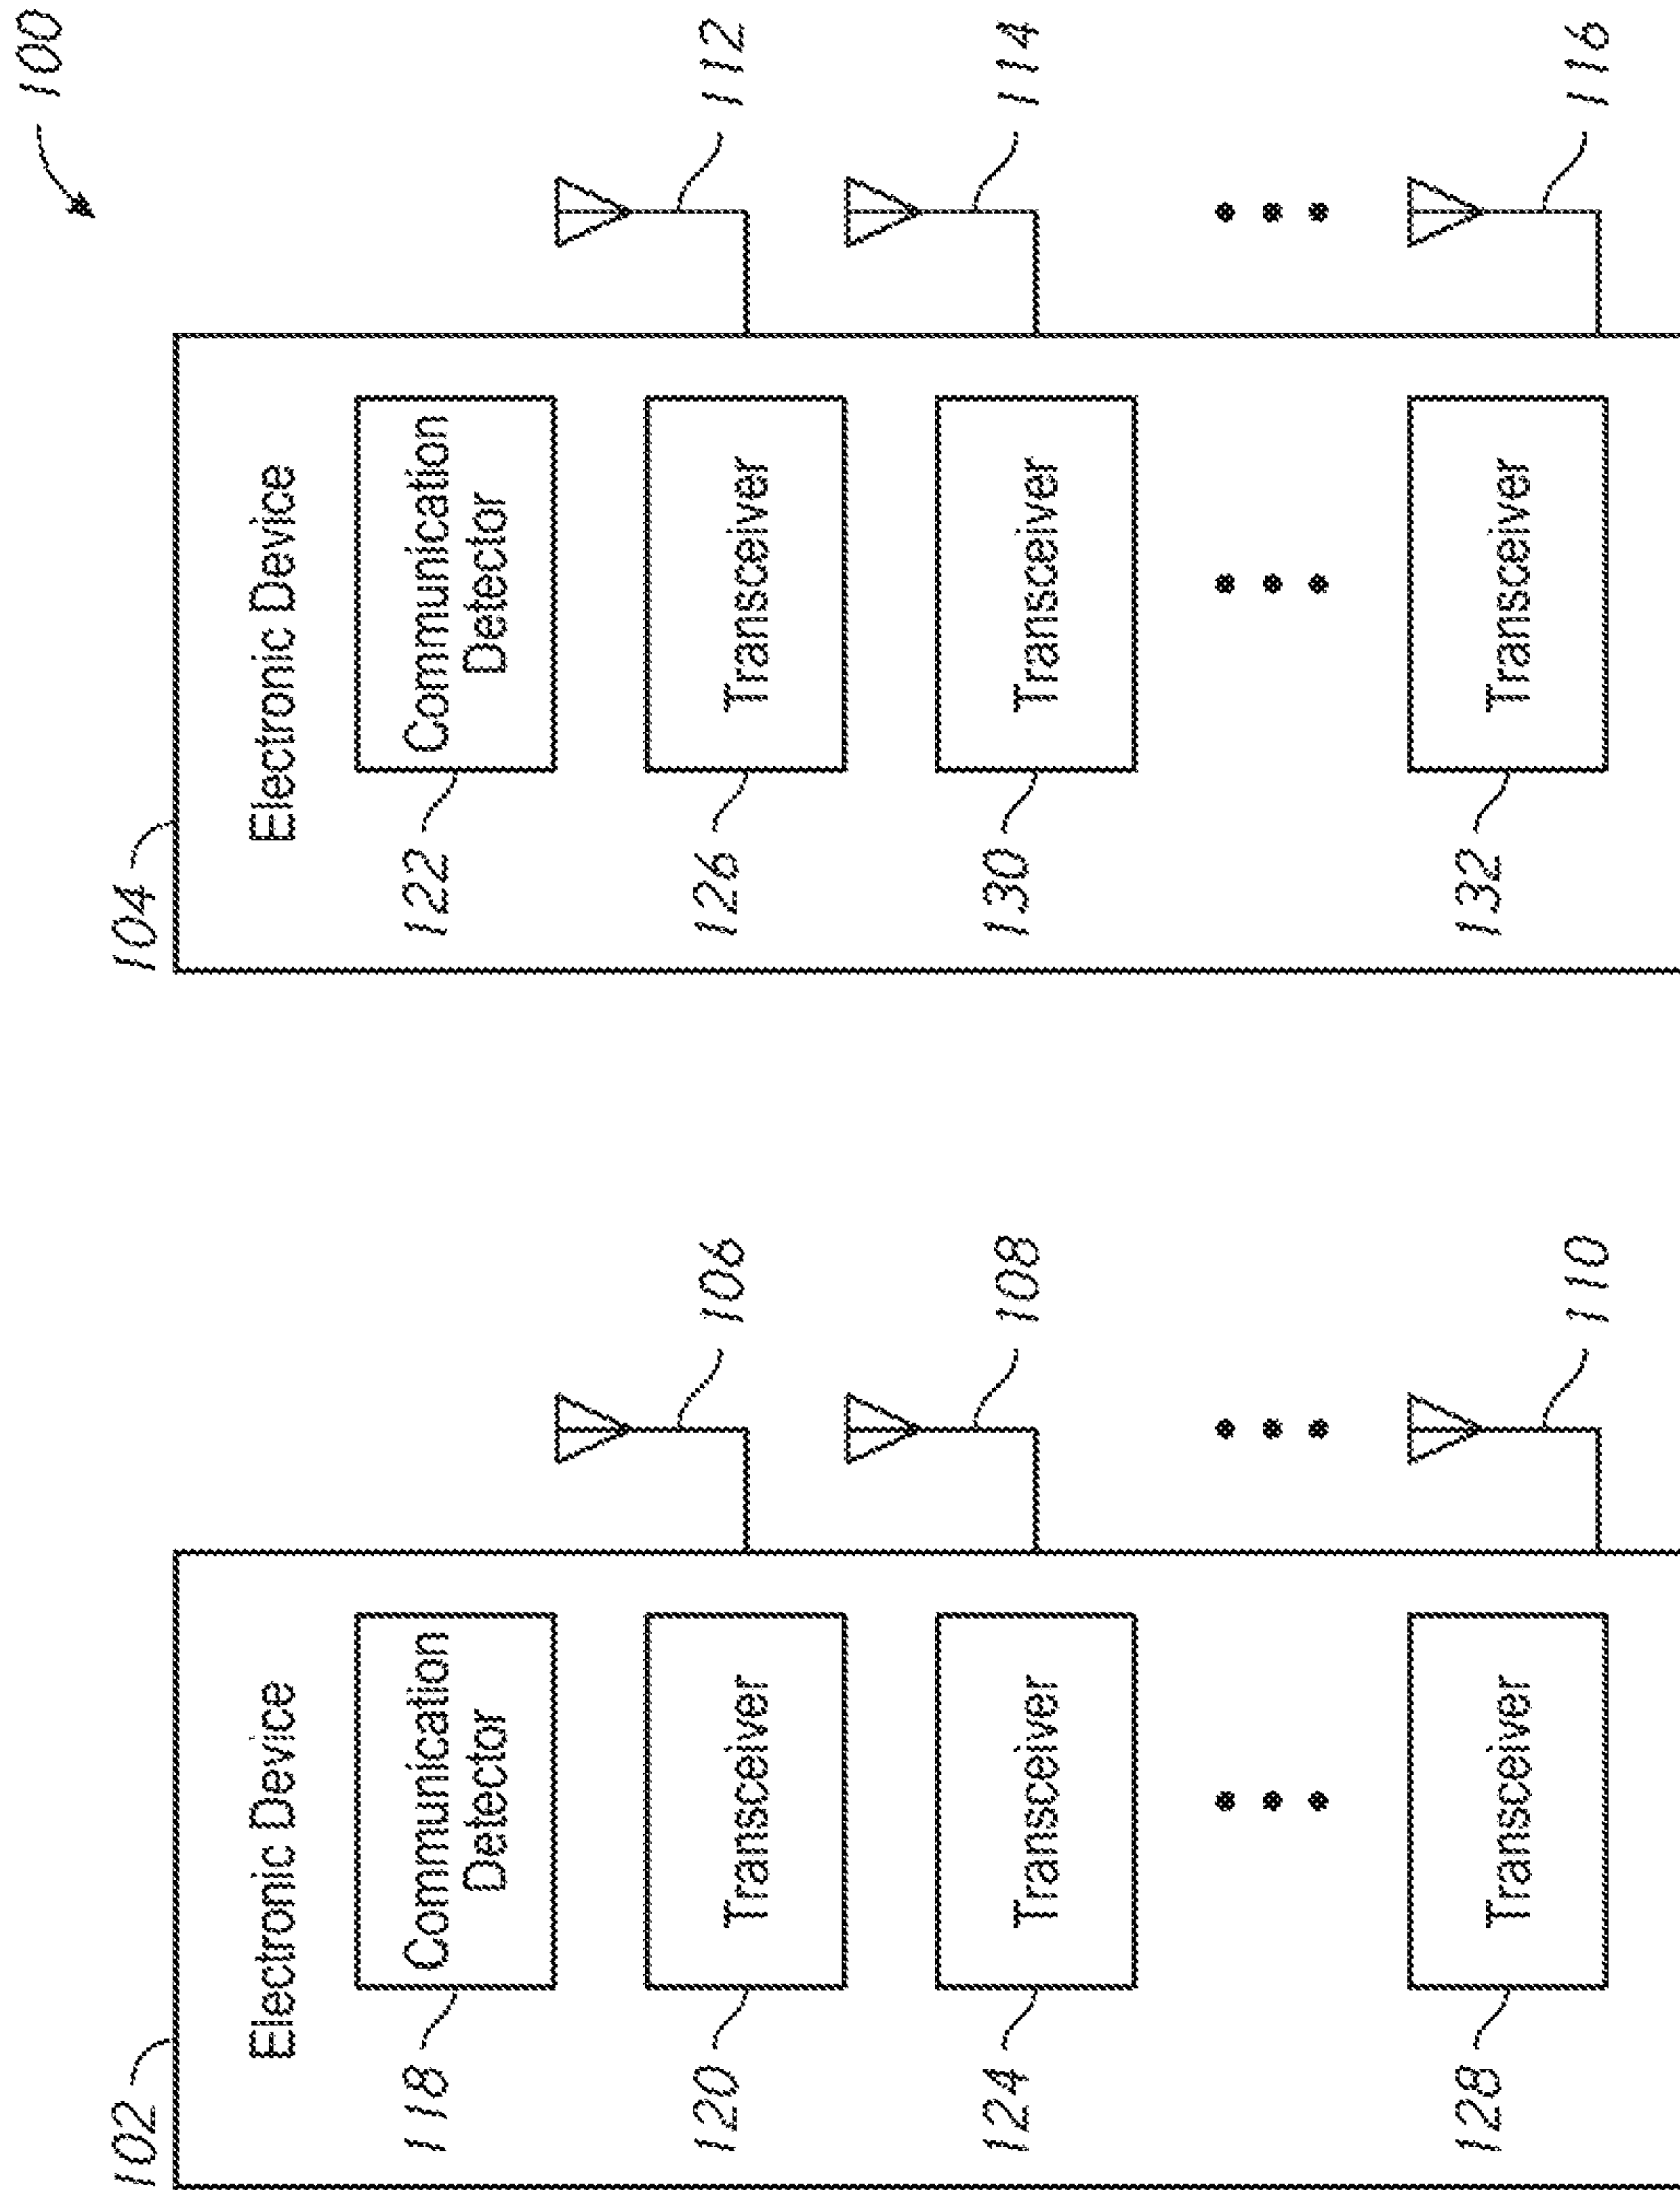 100
102
Electronic Device
118
Communication
Detector
120
Transceiver
124
Transceiver
128
Transceiver
106
108
110
104
Electronic Device
122
Communication
Detector
126
Transceiver
130
Transceiver
132
Transceiver
112
114
116